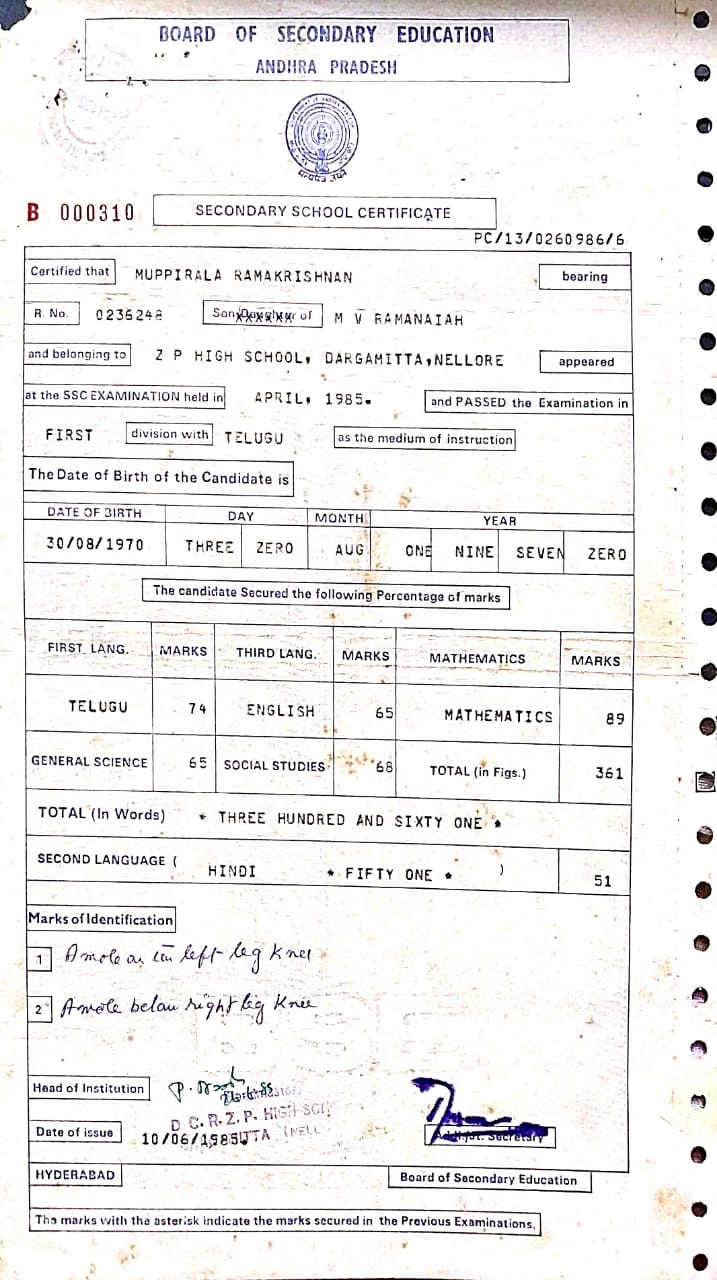 BOARD OF SECONDARY EDUCATION
ANDHRA PRADESH
B 000310 SECONDARY SCHOOL CERTIFICATE
PC/13/0260986/6
Certified that MUPPIRALA RAMAKRISHNAN bearing
R. No. 0236248 Son/Daughter of M V RAMANAIAH
and belonging to Z P HIGH SCHOOL, DARGAMITTA,NELLORE appeared
at the SSC EXAMINATION held in APRIL, 1985. and PASSED the Examination in
FIRST division with TELUGU as the medium of instruction
The Date of Birth of the Candidate is
DATE OF BIRTH DAY MONTH YEAR
30/08/1970 THREE ZERO AUG ONE NINE SEVEN ZERO
The candidate Secured the following Percentage of marks
FIRST LANG. MARKS THIRD LANG. MARKS MATHEMATICS MARKS
TELUGU 74 ENGLISH 65 MATHEMATICS 89
GENERAL SCIENCE 65 SOCIAL STUDIES 68 TOTAL (in Figs.) 361
TOTAL (In Words) * THREE HUNDRED AND SIXTY ONE *
SECOND LANGUAGE ( HINDI * FIFTY ONE * ) 51
Marks of Identification
1 A mole on left leg Knee
2 A mole below right leg Knee
Head of Institution
D.C.R.Z.P. HIGH SCH
Date of issue 10/06/1985 Secretary
HYDERABAD Board of Secondary Education
The marks with the asterisk indicate the marks secured in the Previous Examinations.